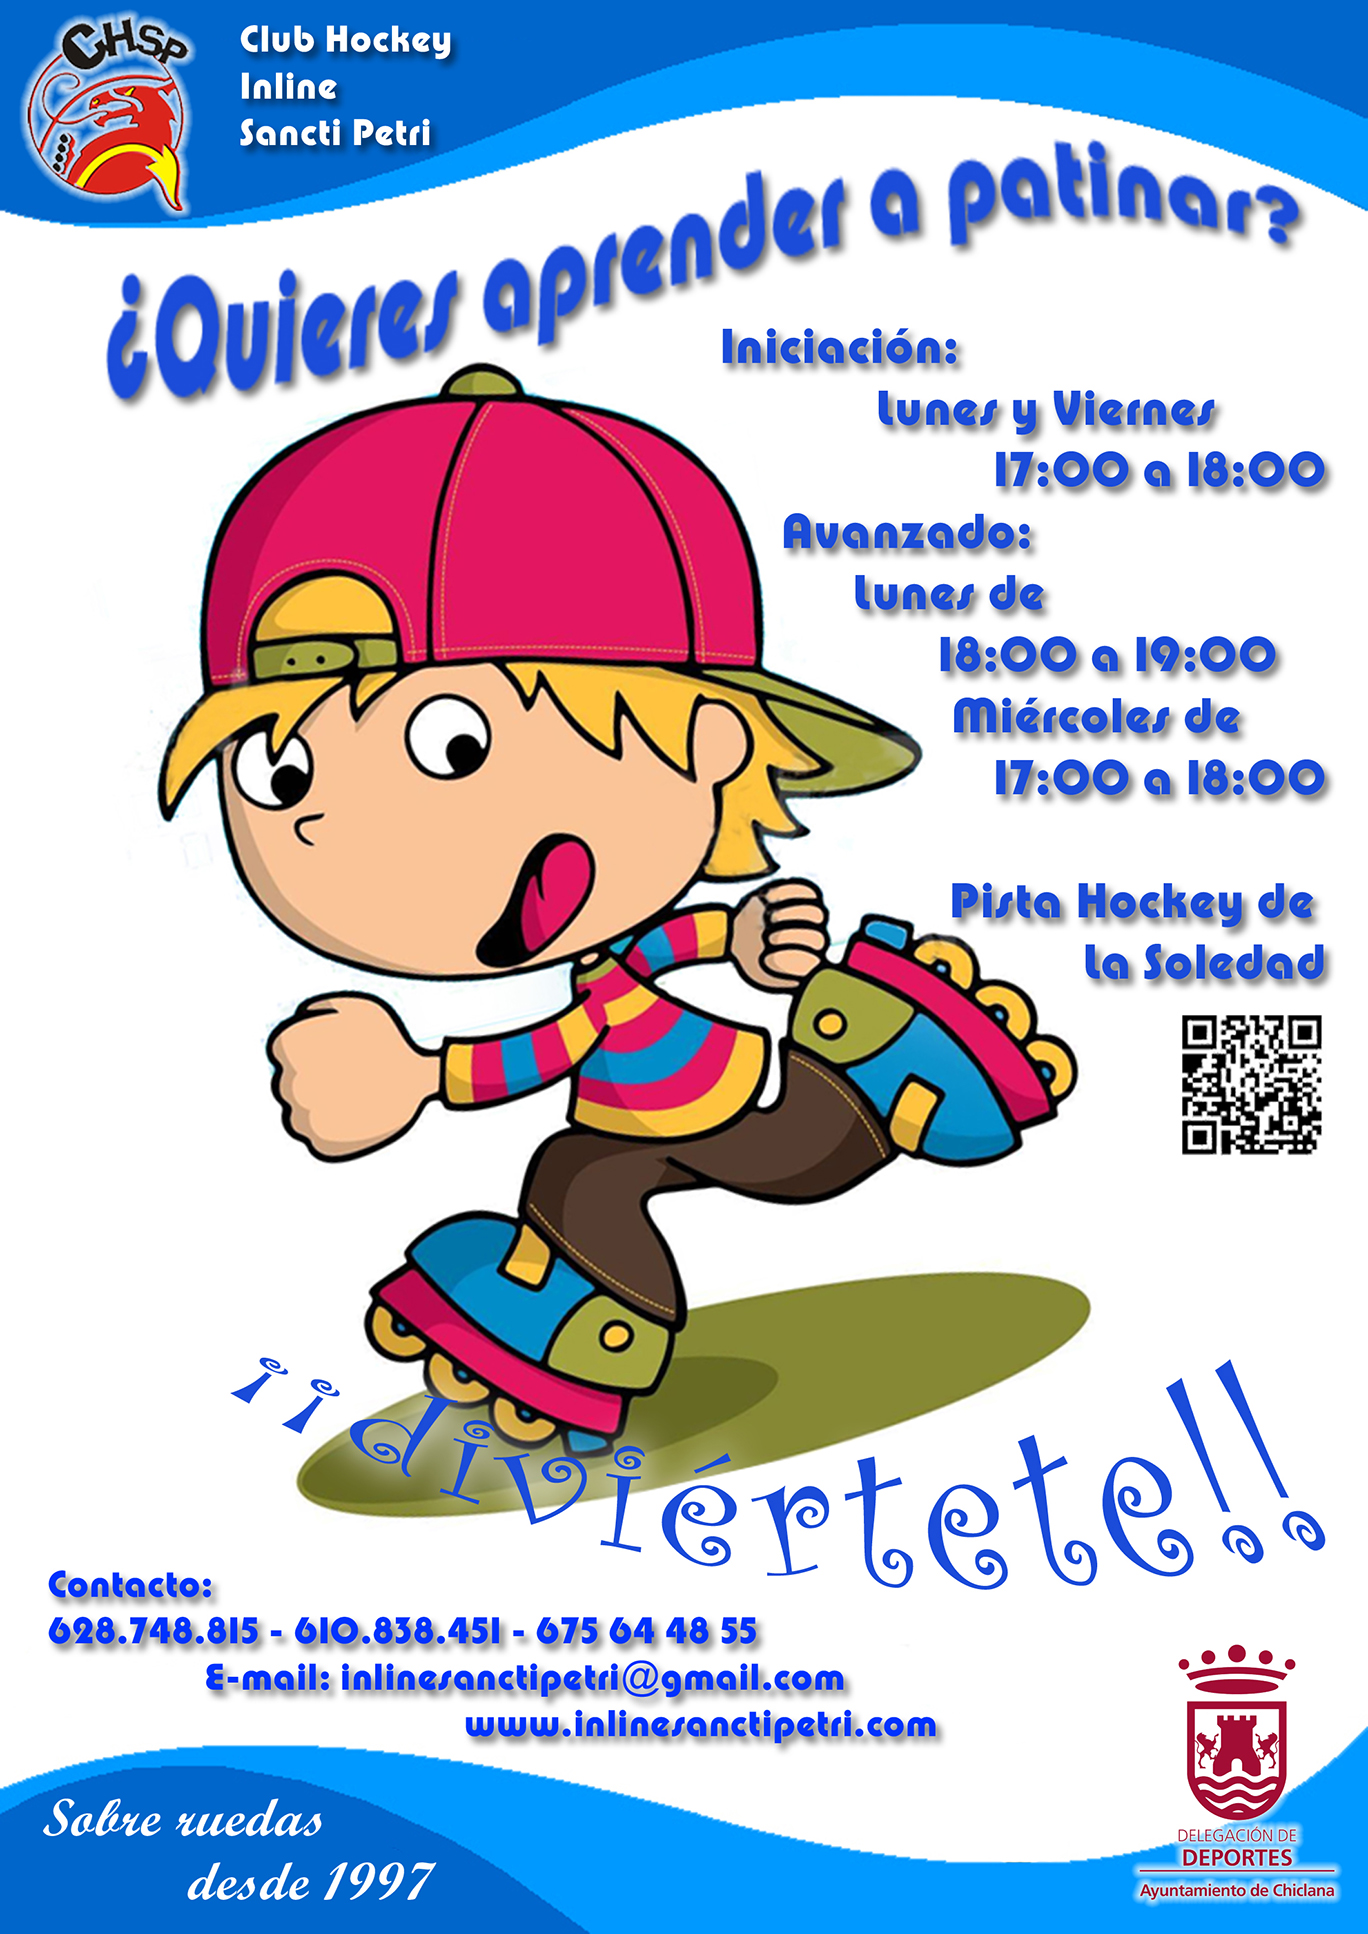 CHSP
Club Hockey
Inline
Sancti Petri
¿Quieres aprender a patinar?
Iniciación:
Lunes y Viernes
17:00 a 18:00
Avanzado:
Lunes de
18:00 a 19:00
Miércoles de
17:00 a 18:00
Pista Hockey de
La Soledad
¡¡diviértete!!
Contacto:
628.748.815 - 610.838.451 - 675 64 48 55
E-mail: inlinesanctipetri@gmail.com
www.inlinesanctipetri.com
Sobre ruedas
desde 1997
DELEGACIÓN DE
DEPORTES
Ayuntamiento de Chiclana